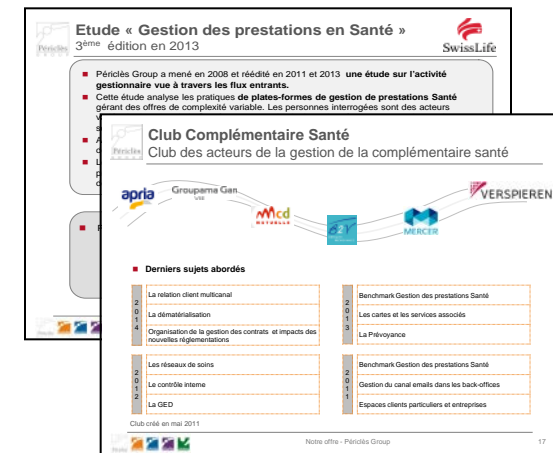 Etude « Gestion des prestations en Santé »
3ème édition en 2013
Périclès
GROUP
SwissLife
Périclès Group a mené en 2008 et réédité en 2011 et 2013 une étude sur l'activité
gestionnaire vue à travers les flux entrants.
Cette étude analyse les pratiques de plates-formes de gestion de prestations Santé
gérant des offres de complexité variable. Les personnes interrogées sont des acteurs
Club Complémentaire Santé
Club des acteurs de la gestion de la complémentaire santé
Périclès
GROUP
apria
Groupama Gan
Vie
Mcd
MUTUELLE
MERCER
VERSPIEREN
Derniers sujets abordés
2014
La relation client multicanal
La dématérialisation
Organisation de la gestion des contrats et impacts des
nouvelles réglementations
2013
Benchmark Gestion des prestations Santé
Les cartes et les services associés
La Prévoyance
2012
Les réseaux de soins
Le contrôle interne
La GED
2011
Benchmark Gestion des prestations Santé
Gestion du canal emails dans les back-offices
Espaces clients particuliers et entreprises
Club créé en mai 2011
Notre offre - Périclès Group
17